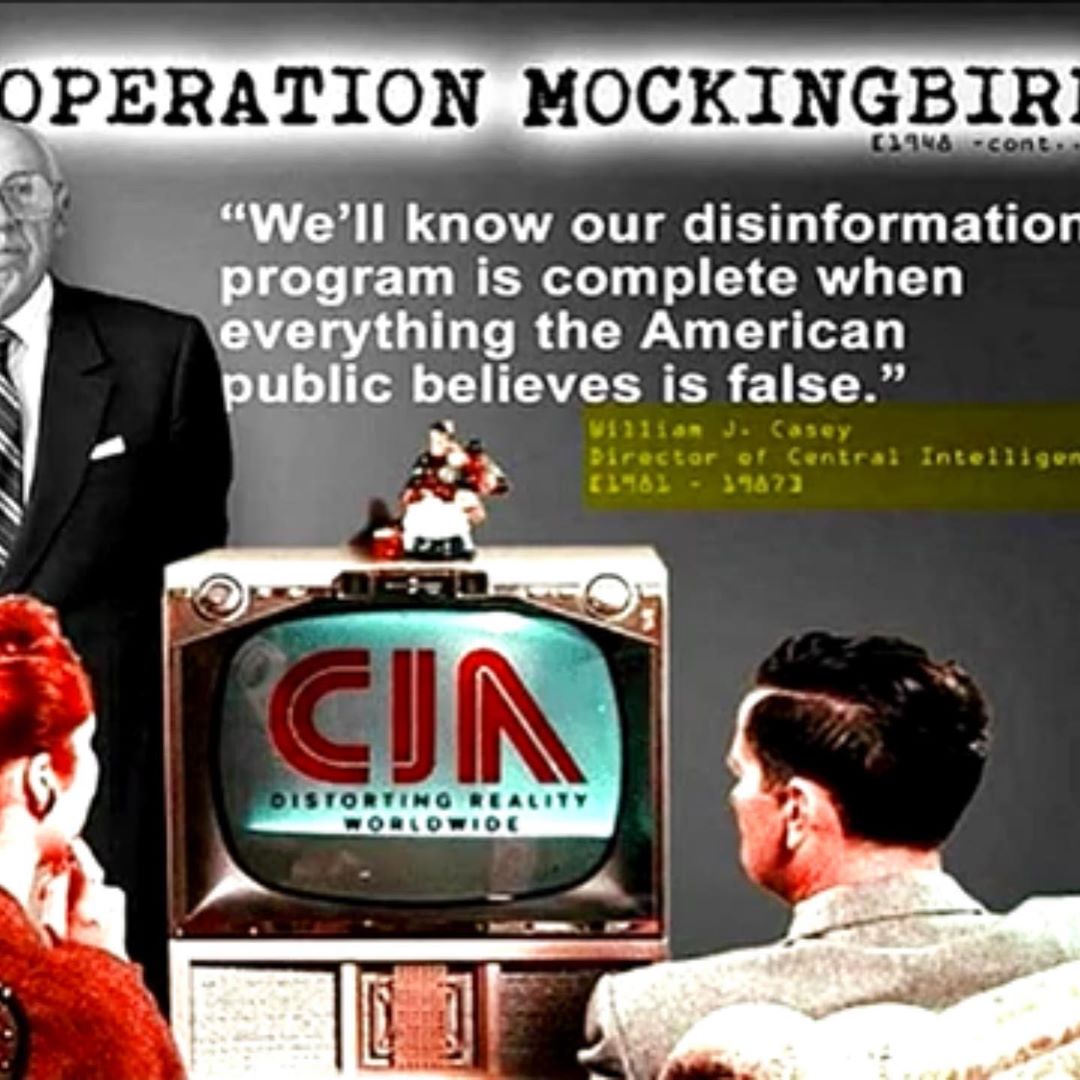 OPERATION MOCKINGBIR
[1948 -cont..
“We’ll know our disinformation
program is complete when
everything the American
public believes is false.”
William J. Casey
Director of Central Intelligen
[1981 - 1987]
CIA
DISTORTING REALITY
WORLDWIDE